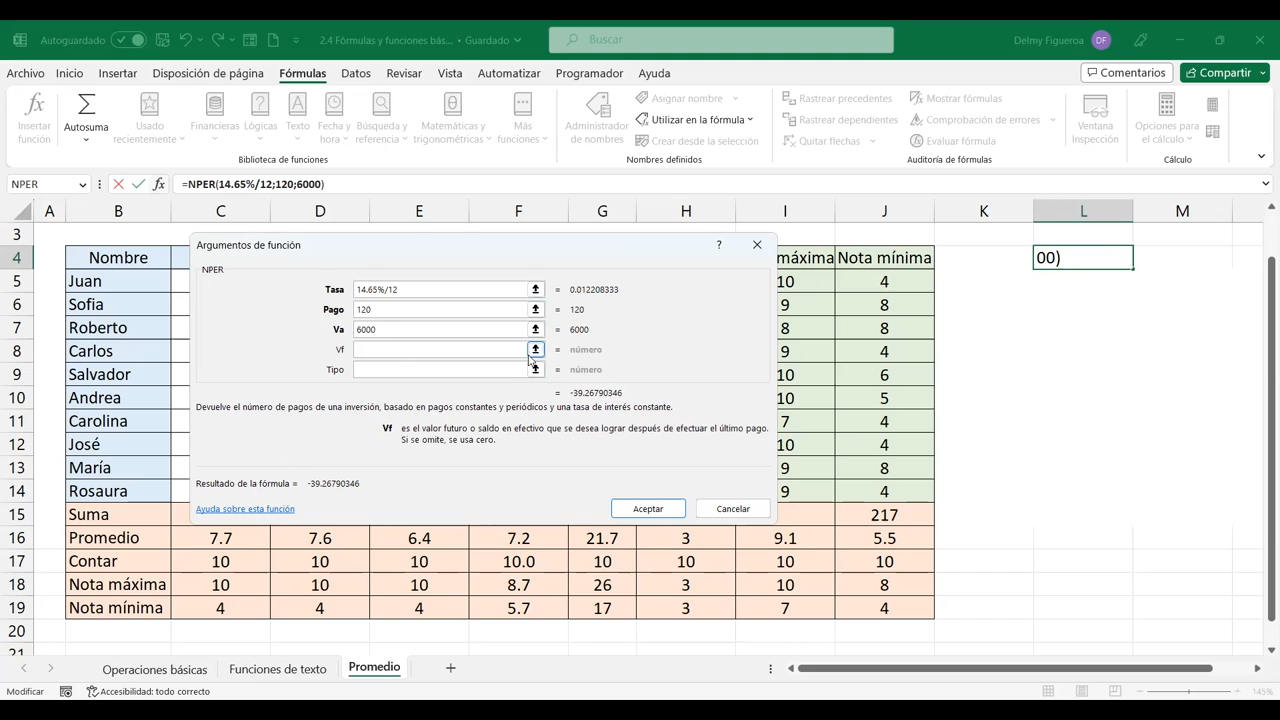 Autoguardado
2.4 Fórmulas y funciones bás... • Guardado
Buscar
Delmy Figueroa DF
Archivo Inicio Insertar Disposición de página Fórmulas Datos Revisar Vista Automatizar Programador Ayuda Comentarios Compartir
Insertar función
Autosuma
Usado recientemente
Financieras
Lógicas
Texto
Fecha y hora
Búsqueda y referencia
Matemáticas y trigonométricas
Más funciones
Biblioteca de funciones
Administrador de nombres
Asignar nombre
Utilizar en la fórmula
Crear desde la selección
Nombres definidos
Rastrear precedentes
Rastrear dependientes
Quitar flechas
Mostrar fórmulas
Comprobación de errores
Evaluar fórmula
Auditoría de fórmulas
Ventana Inspección
Opciones para el cálculo
Cálculo
NPER fx =NPER(14.65%/12;120;6000)
A B C D E F G H I J K L M
3
4 Nombre máxima Nota mínima 00)
5 Juan 10 4
6 Sofia 9 8
7 Roberto 8 8
8 Carlos 9 4
9 Salvador 10 6
10 Andrea 10 5
11 Carolina 7 4
12 José 10 4
13 María 9 8
14 Rosaura 9 4
15 Suma 217
16 Promedio 7.7 7.6 6.4 7.2 21.7 3 9.1 5.5
17 Contar 10 10 10 10.0 10 10 10 10
18 Nota máxima 10 10 10 8.7 26 3 10 8
19 Nota mínima 4 4 4 5.7 17 3 7 4
20
21
Argumentos de función ?
NPER
Tasa 14.65%/12 = 0.012208333
Pago 120 = 120
Va 6000 = 6000
Vf = número
Tipo = número
= -39.26790346
Devuelve el número de pagos de una inversión, basado en pagos constantes y periódicos y una tasa de interés constante.
Vf es el valor futuro o saldo en efectivo que se desea lograr después de efectuar el último pago.
Si se omite, se usa cero.
Resultado de la fórmula = -39.26790346
Ayuda sobre esta función Aceptar Cancelar
Operaciones básicas Funciones de texto Promedio
Modificar Accesibilidad: todo correcto 145%